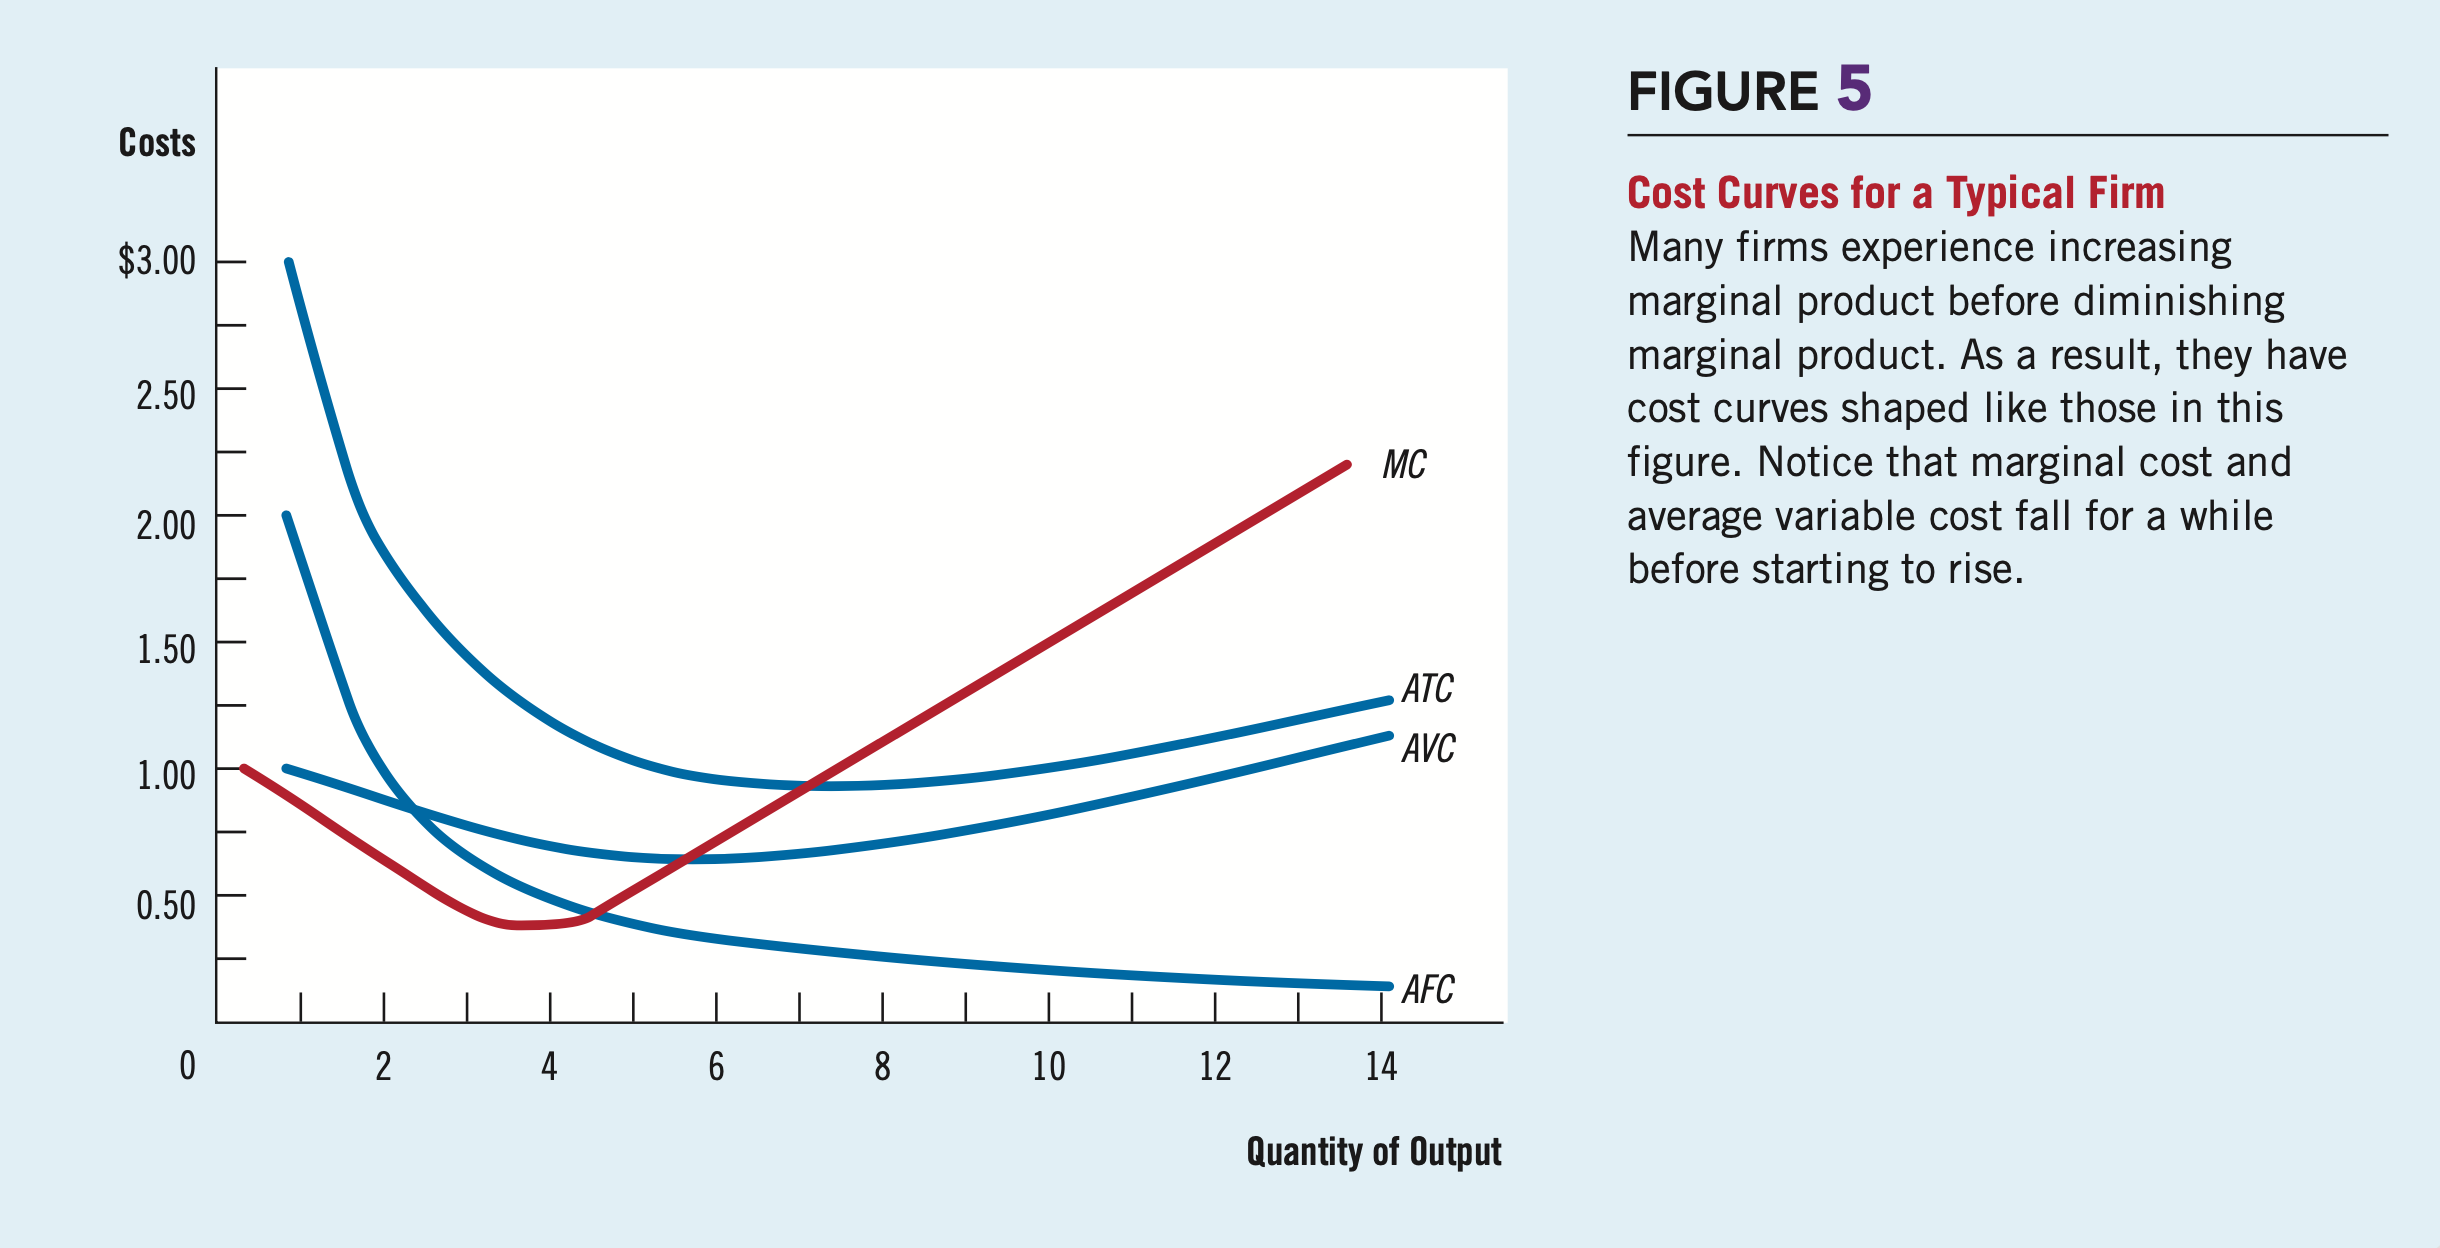 Costs
$3.00
2.50
2.00
1.50
1.00
0.50
0
2 4 6 8 10 12 14
Quantity of Output
MC
ATC
AVC
AFC
FIGURE 5
Cost Curves for a Typical Firm
Many firms experience increasing
marginal product before diminishing
marginal product. As a result, they have
cost curves shaped like those in this
figure. Notice that marginal cost and
average variable cost fall for a while
before starting to rise.